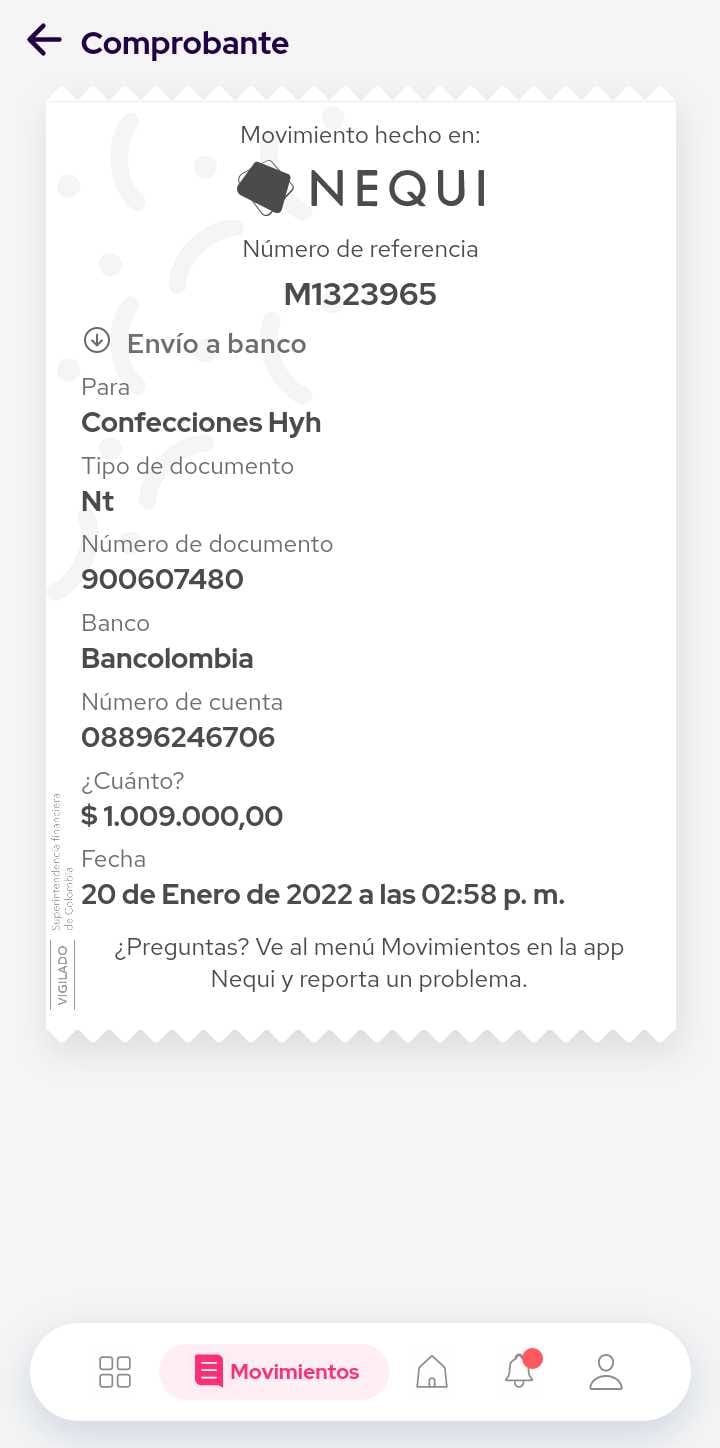 Comprobante
Movimiento hecho en:
NEQUI
Número de referencia
M1323965
Envío a banco
Para
Confecciones Hyh
Tipo de documento
Nt
Número de documento
900607480
Banco
Bancolombia
Número de cuenta
08896246706
¿Cuánto?
$ 1.009.000,00
Fecha
20 de Enero de 2022 a las 02:58 p. m.
¿Preguntas? Ve al menú Movimientos en la app
Nequi y reporta un problema.
VIGILADO
Superintendencia financiera
de Colombia
Movimientos